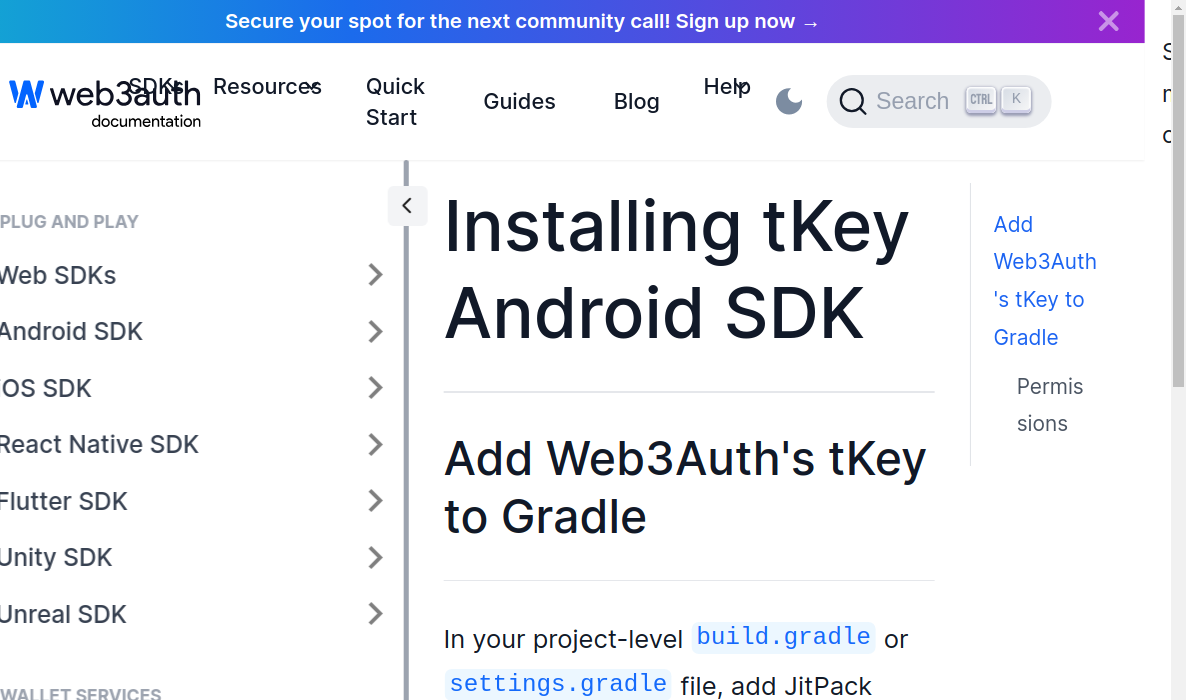 Secure your spot for the next community call! Sign up now →
web3auth
documentation
SDKs
Resources
Quick
Start
Guides
Blog
Help
Search
CTRL
K
PLUG AND PLAY
Web SDKs
Android SDK
iOS SDK
React Native SDK
Flutter SDK
Unity SDK
Unreal SDK
WALLET SERVICES
Installing tKey
Android SDK
Add Web3Auth's tKey
to Gradle
In your project-level build.gradle or
settings.gradle file, add JitPack
Add
Web3Auth
's tKey to
Gradle
Permis
sions